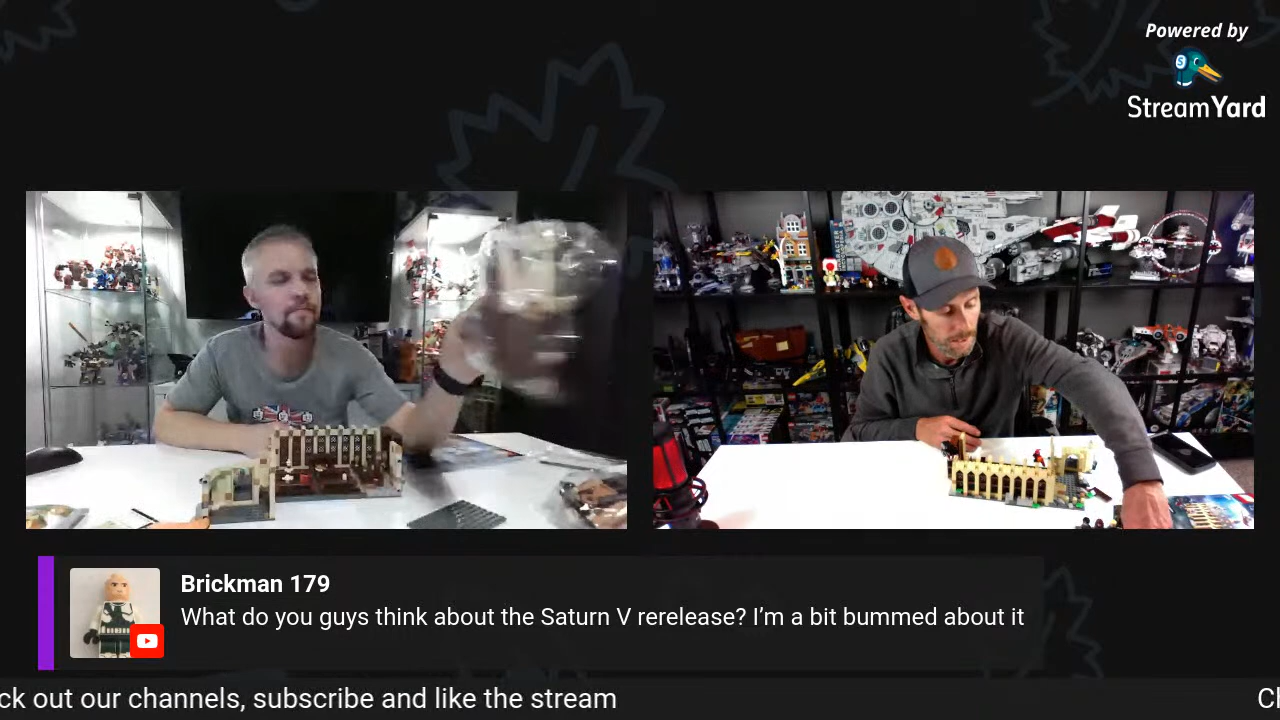 Powered by
StreamYard
Brickman 179
What do you guys think about the Saturn V rerelease? I’m a bit bummed about it
ck out our channels, subscribe and like the stream
Ch